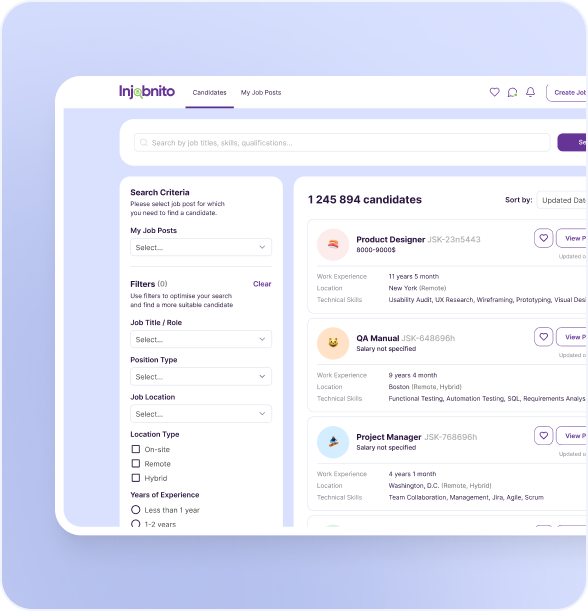 Injobnito
Candidates
My Job Posts
Create Job
Search by job titles, skills, qualifications...
Se
Search Criteria
Please select job post for which
you need to find a candidate.
My Job Posts
Select...
Filters (0)
Clear
Use filters to optimise your search
and find a more suitable candidate
Job Title / Role
Select...
Position Type
Select...
Job Location
Select...
Location Type
On-site
Remote
Hybrid
Years of Experience
Less than 1 year
1-2 years
1 245 894 candidates
Sort by:
Updated Dat
Product Designer JSK-23n5443
8000-9000$
View P
Updated o
Work Experience 11 years 5 month
Location New York (Remote)
Technical Skills Usability Audit, UX Research, Wireframing, Prototyping, Visual Desi
QA Manual JSK-648696h
Salary not specified
View P
Updated o
Work Experience 9 years 4 month
Location Boston (Remote, Hybrid)
Technical Skills Functional Testing, Automation Testing, SQL, Requirements Analys
Project Manager JSK-768696h
Salary not specified
View P
Updated o
Work Experience 4 years 1 month
Location Washington, D.C. (Remote, Hybrid)
Technical Skills Team Collaboration, Management, Jira, Agile, Scrum